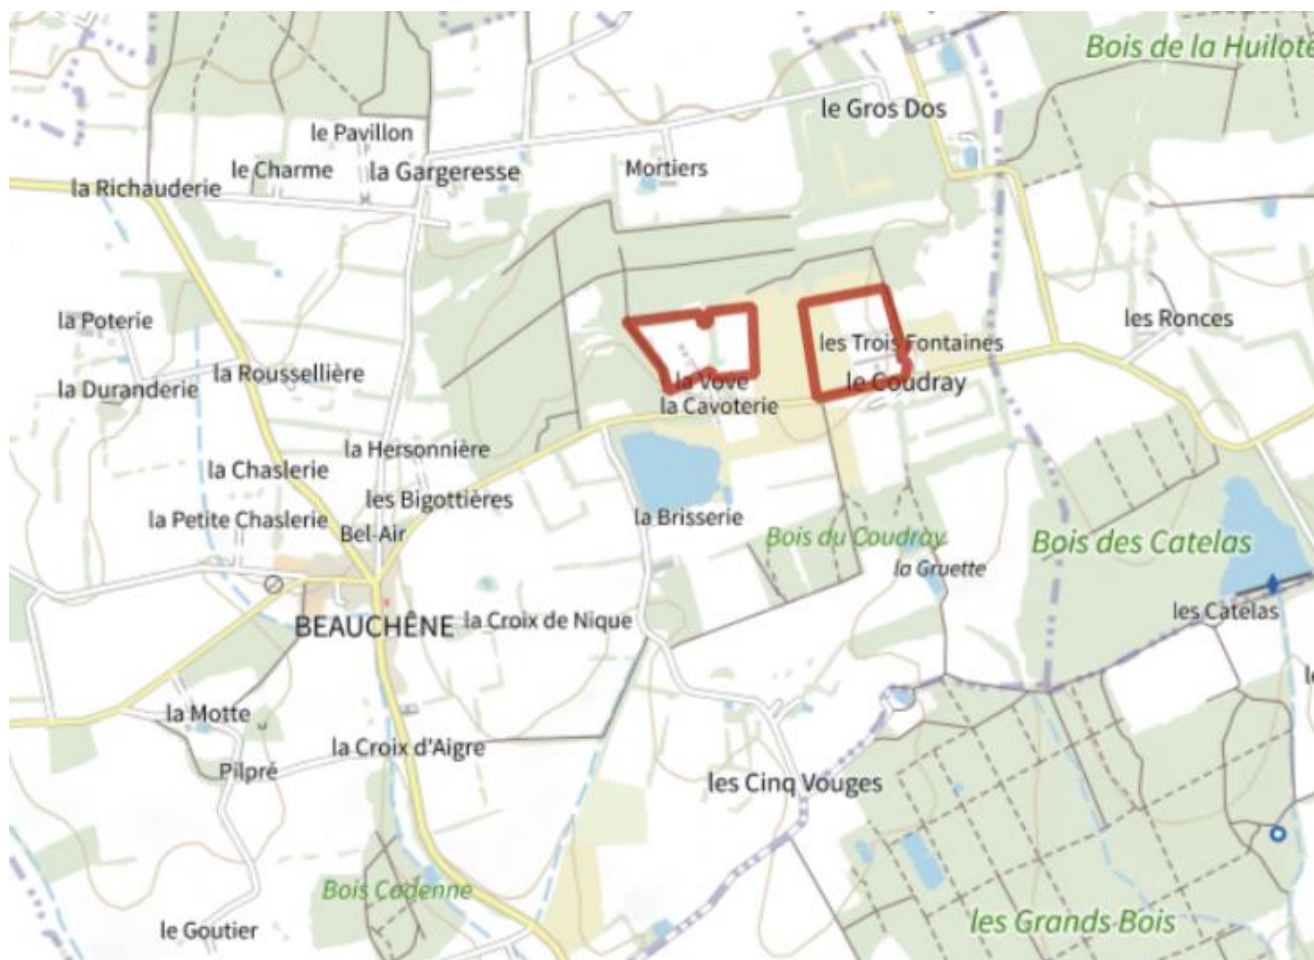 Bois de la Huilote
le Gros Dos
le Pavillon
le Charme
la Gargeresse
Mortiers
la Richauderie
la Poterie
les Ronces
les Trois Fontaines
la Roussellière
la Duranderie
la Vove
le Coudray
la Cavoterie
la Hersonnière
la Chaslerie
les Bigottières
la Petite Chaslerie
Bel-Air
la Brisserie
Bois du Coudray
Bois des Catelas
la Gruette
les Catelas
BEAUCHÊNE
la Croix de Nique
la Motte
la Croix d'Aigre
Pilpré
les Cinq Vouges
Bois Cadenne
le Goutier
les Grands Bois